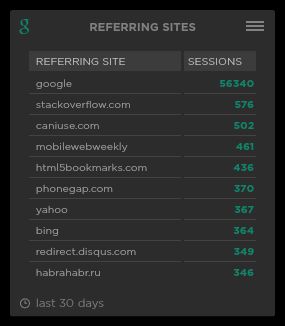 g
REFERRING SITES
REFERRING SITE SESSIONS
google 56340
stackoverflow.com 576
caniuse.com 502
mobilewebweekly 461
html5bookmarks.com 436
phonegap.com 370
yahoo 367
bing 364
redirect.disqus.com 349
habrahabr.ru 346
last 30 days